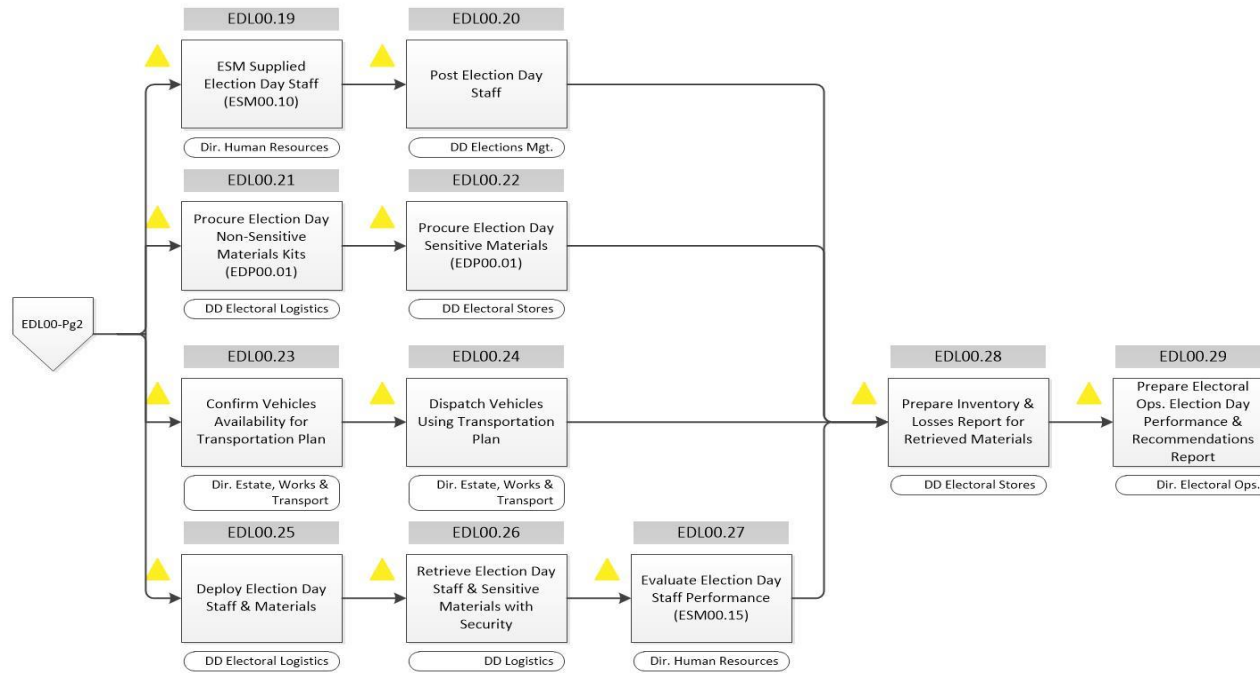 EDL00.19
EDL00.20
ESM Supplied
Election Day Staff
(ESM00.10)
Post Election Day
Staff
Dir. Human Resources
DD Elections Mgt.
EDL00.21
EDL00.22
Procure Election Day
Non-Sensitive
Materials Kits
(EDP00.01)
Procure Election Day
Sensitive Materials
(EDP00.01)
DD Electoral Logistics
DD Electoral Stores
EDL00-Pg2
EDL00.23
EDL00.24
EDL00.28
EDL00.29
Confirm Vehicles
Availability for
Transportation Plan
Dispatch Vehicles
Using Transportation
Plan
Prepare Inventory &
Losses Report for
Retrieved Materials
Prepare Electoral
Ops. Election Day
Performance &
Recommendations
Report
Dir. Estate, Works &
Transport
Dir. Estate, Works &
Transport
DD Electoral Stores
Dir. Electoral Ops.
EDL00.25
EDL00.26
EDL00.27
Deploy Election Day
Staff & Materials
Retrieve Election Day
Staff & Sensitive
Materials with
Security
Evaluate Election Day
Staff Performance
(ESM00.15)
DD Electoral Logistics
DD Logistics
Dir. Human Resources